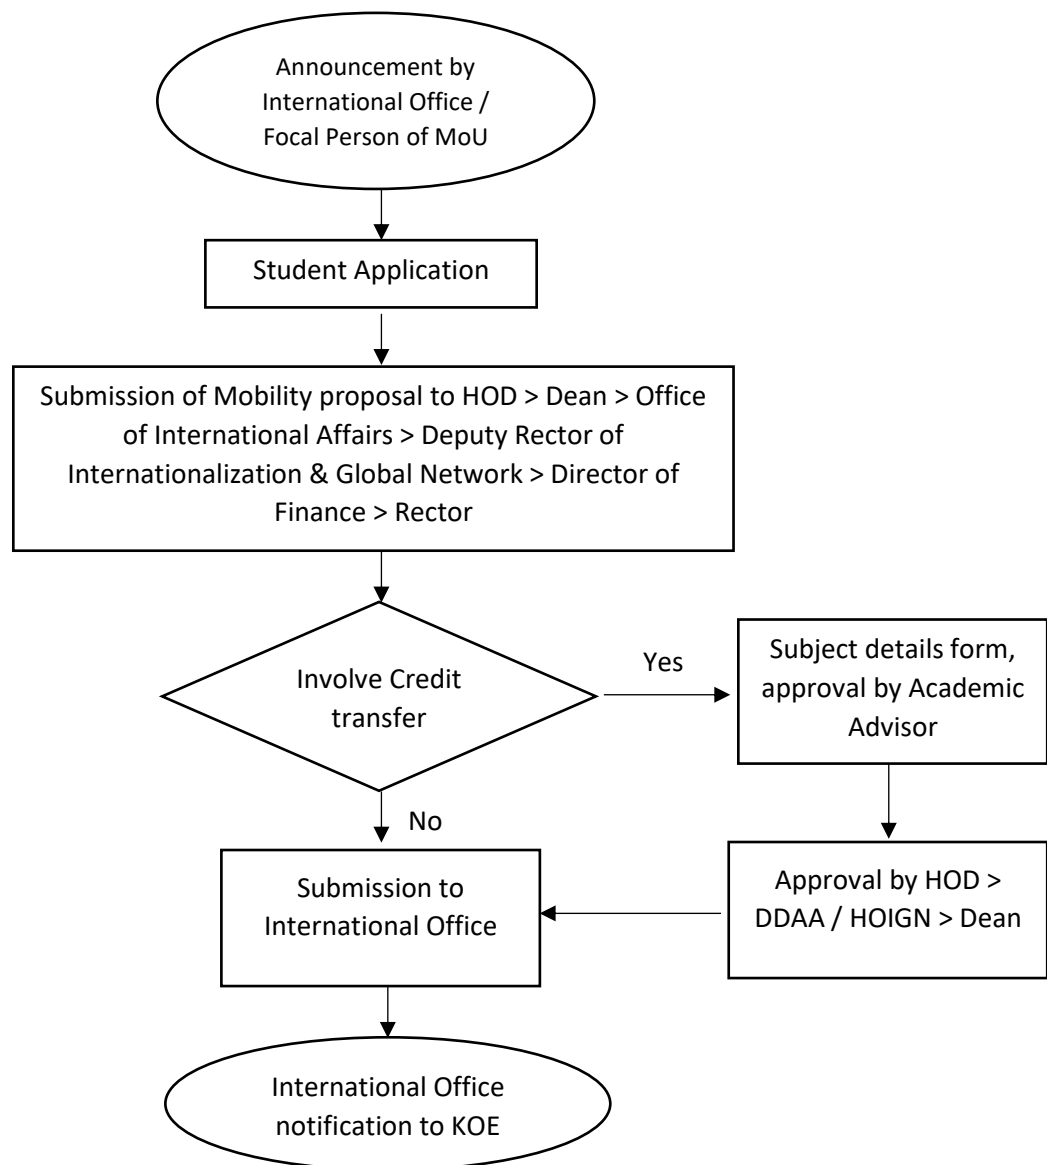 Announcement by
International Office /
Focal Person of MoU
Student Application
Submission of Mobility proposal to HOD > Dean > Office
of International Affairs > Deputy Rector of
Internationalization & Global Network > Director of
Finance > Rector
Involve Credit
transfer
Yes
Subject details form,
approval by Academic
Advisor
No
Submission to
International Office
Approval by HOD >
DDAA / HOIGN > Dean
International Office
notification to KOE